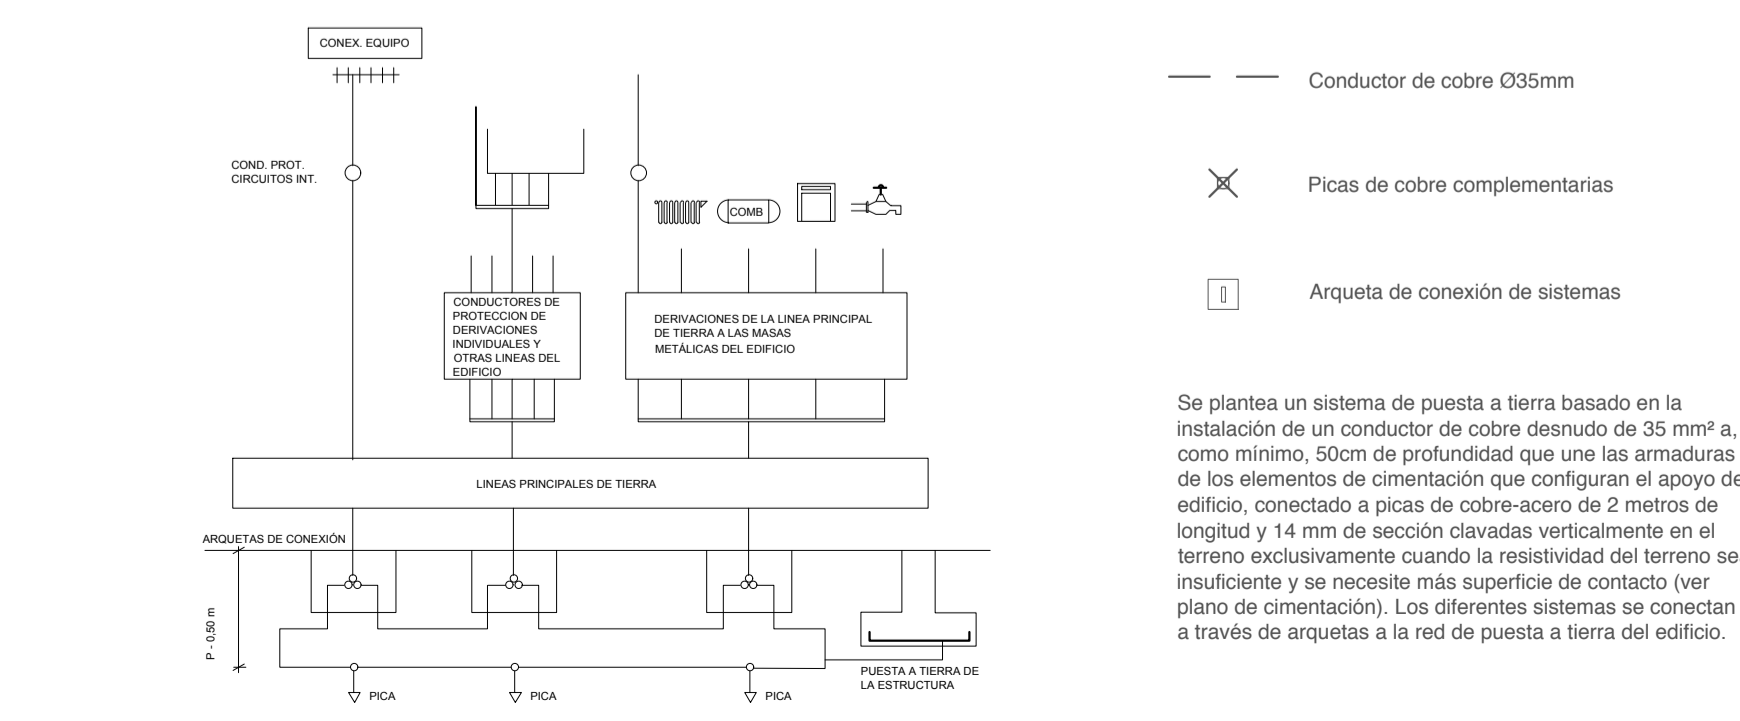 CONEX. EQUIPO
COND. PROT.
CIRCUITOS INT.
COMB
CONDUCTORES DE
PROTECCION DE
DERIVACIONES
INDIVIDUALES Y
OTRAS LINEAS DEL
EDIFICIO
DERIVACIONES DE LA LINEA PRINCIPAL
DE TIERRA A LAS MASAS
METÁLICAS DEL EDIFICIO
LINEAS PRINCIPALES DE TIERRA
ARQUETAS DE CONEXIÓN
P - 0,50 m
PICA
PICA
PICA
PUESTA A TIERRA DE
LA ESTRUCTURA
Conductor de cobre Ø35mm
Picas de cobre complementarias
Arqueta de conexión de sistemas
Se plantea un sistema de puesta a tierra basado en la
instalación de un conductor de cobre desnudo de 35 mm² a,
como mínimo, 50cm de profundidad que une las armaduras
de los elementos de cimentación que configuran el apoyo de
edificio, conectado a picas de cobre-acero de 2 metros de
longitud y 14 mm de sección clavadas verticalmente en el
terreno exclusivamente cuando la resistividad del terreno se
insuficiente y se necesite más superficie de contacto (ver
plano de cimentación). Los diferentes sistemas se conectan
a través de arquetas a la red de puesta a tierra del edificio.